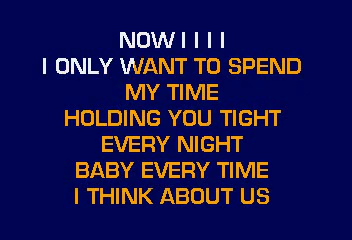 NOW I I I I
I ONLY WANT TO SPEND
MY TIME
HOLDING YOU TIGHT
EVERY NIGHT
BABY EVERY TIME
I THINK ABOUT US